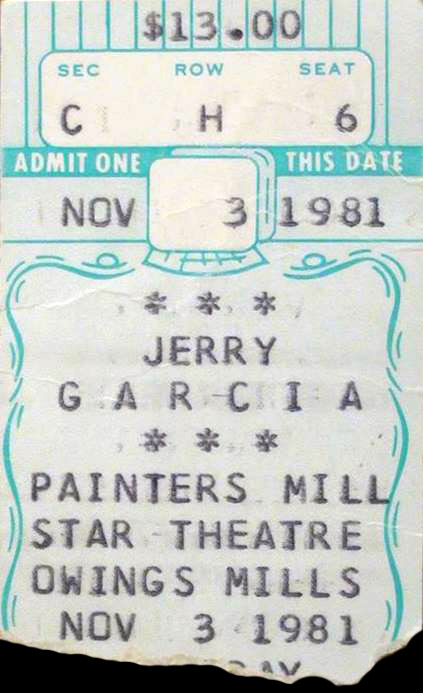 $13.00
SEC ROW SEAT
C H 6
ADMIT ONE THIS DATE
NOV 3 1981
* * *
JERRY
GARCIA
* * *
PAINTERS MILL
STAR THEATRE
OWINGS MILLS
NOV 3 1981